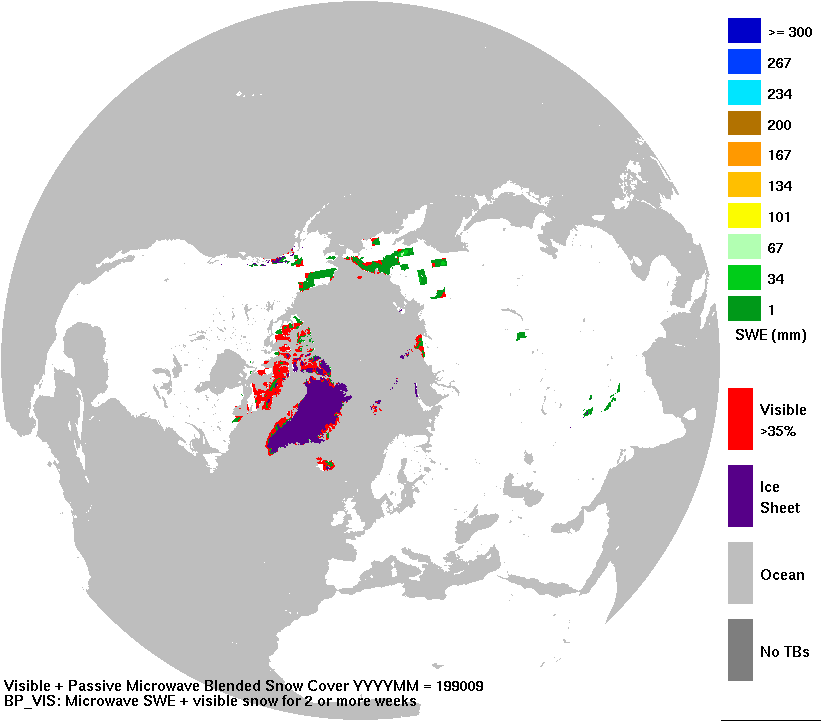 >= 300
267
234
200
167
134
101
67
34
1
SWE (mm)
Visible
>35%
Ice
Sheet
Ocean
No TBs
Visible + Passive Microwave Blended Snow Cover YYYYMM = 199009
BP_VIS: Microwave SWE + visible snow for 2 or more weeks